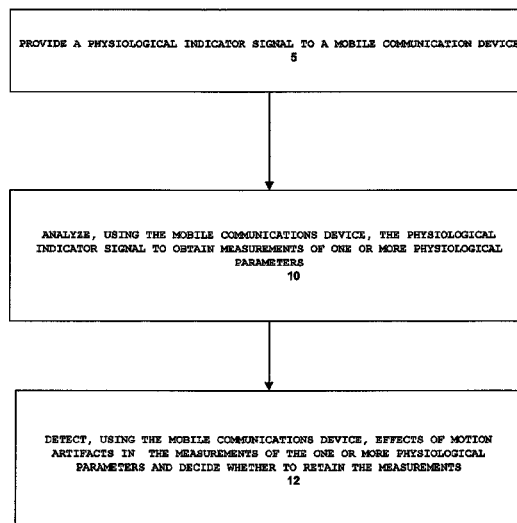 PROVIDE A PHYSIOLOGICAL INDICATOR SIGNAL TO A MOBILE COMMUNICATION DEVICE
5
ANALYZE, USING THE MOBILE COMMUNICATIONS DEVICE, THE PHYSIOLOGICAL
INDICATOR SIGNAL TO OBTAIN MEASUREMENTS OF ONE OR MORE PHYSIOLOGICAL
PARAMETERS
10
DETECT, USING THE MOBILE COMMUNICATIONS DEVICE, EFFECTS OF MOTION
ARTIFACTS IN THE MEASUREMENTS OF THE ONE OR MORE PHYSIOLOGICAL
PARAMETERS AND DECIDE WHETHER TO RETAIN THE MEASUREMENTS
12